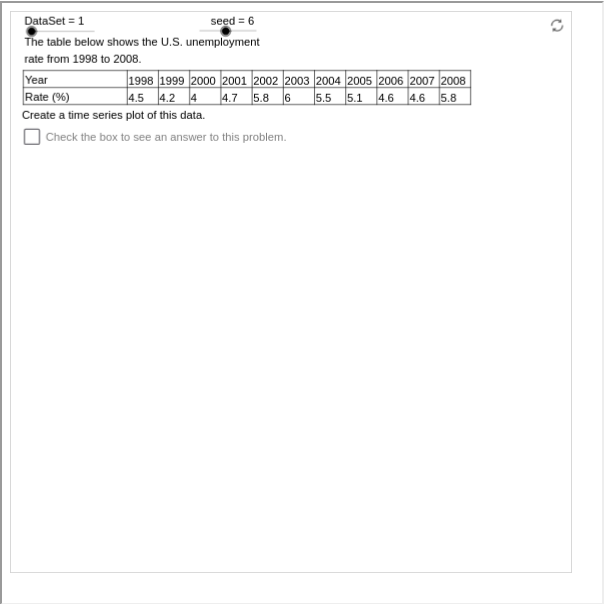 DataSet = 1 seed = 6
The table below shows the U.S. unemployment
rate from 1998 to 2008.
Year 1998 1999 2000 2001 2002 2003 2004 2005 2006 2007 2008
Rate (%) 4.5 4.2 4 4.7 5.8 6 5.5 5.1 4.6 4.6 5.8
Create a time series plot of this data.
Check the box to see an answer to this problem.